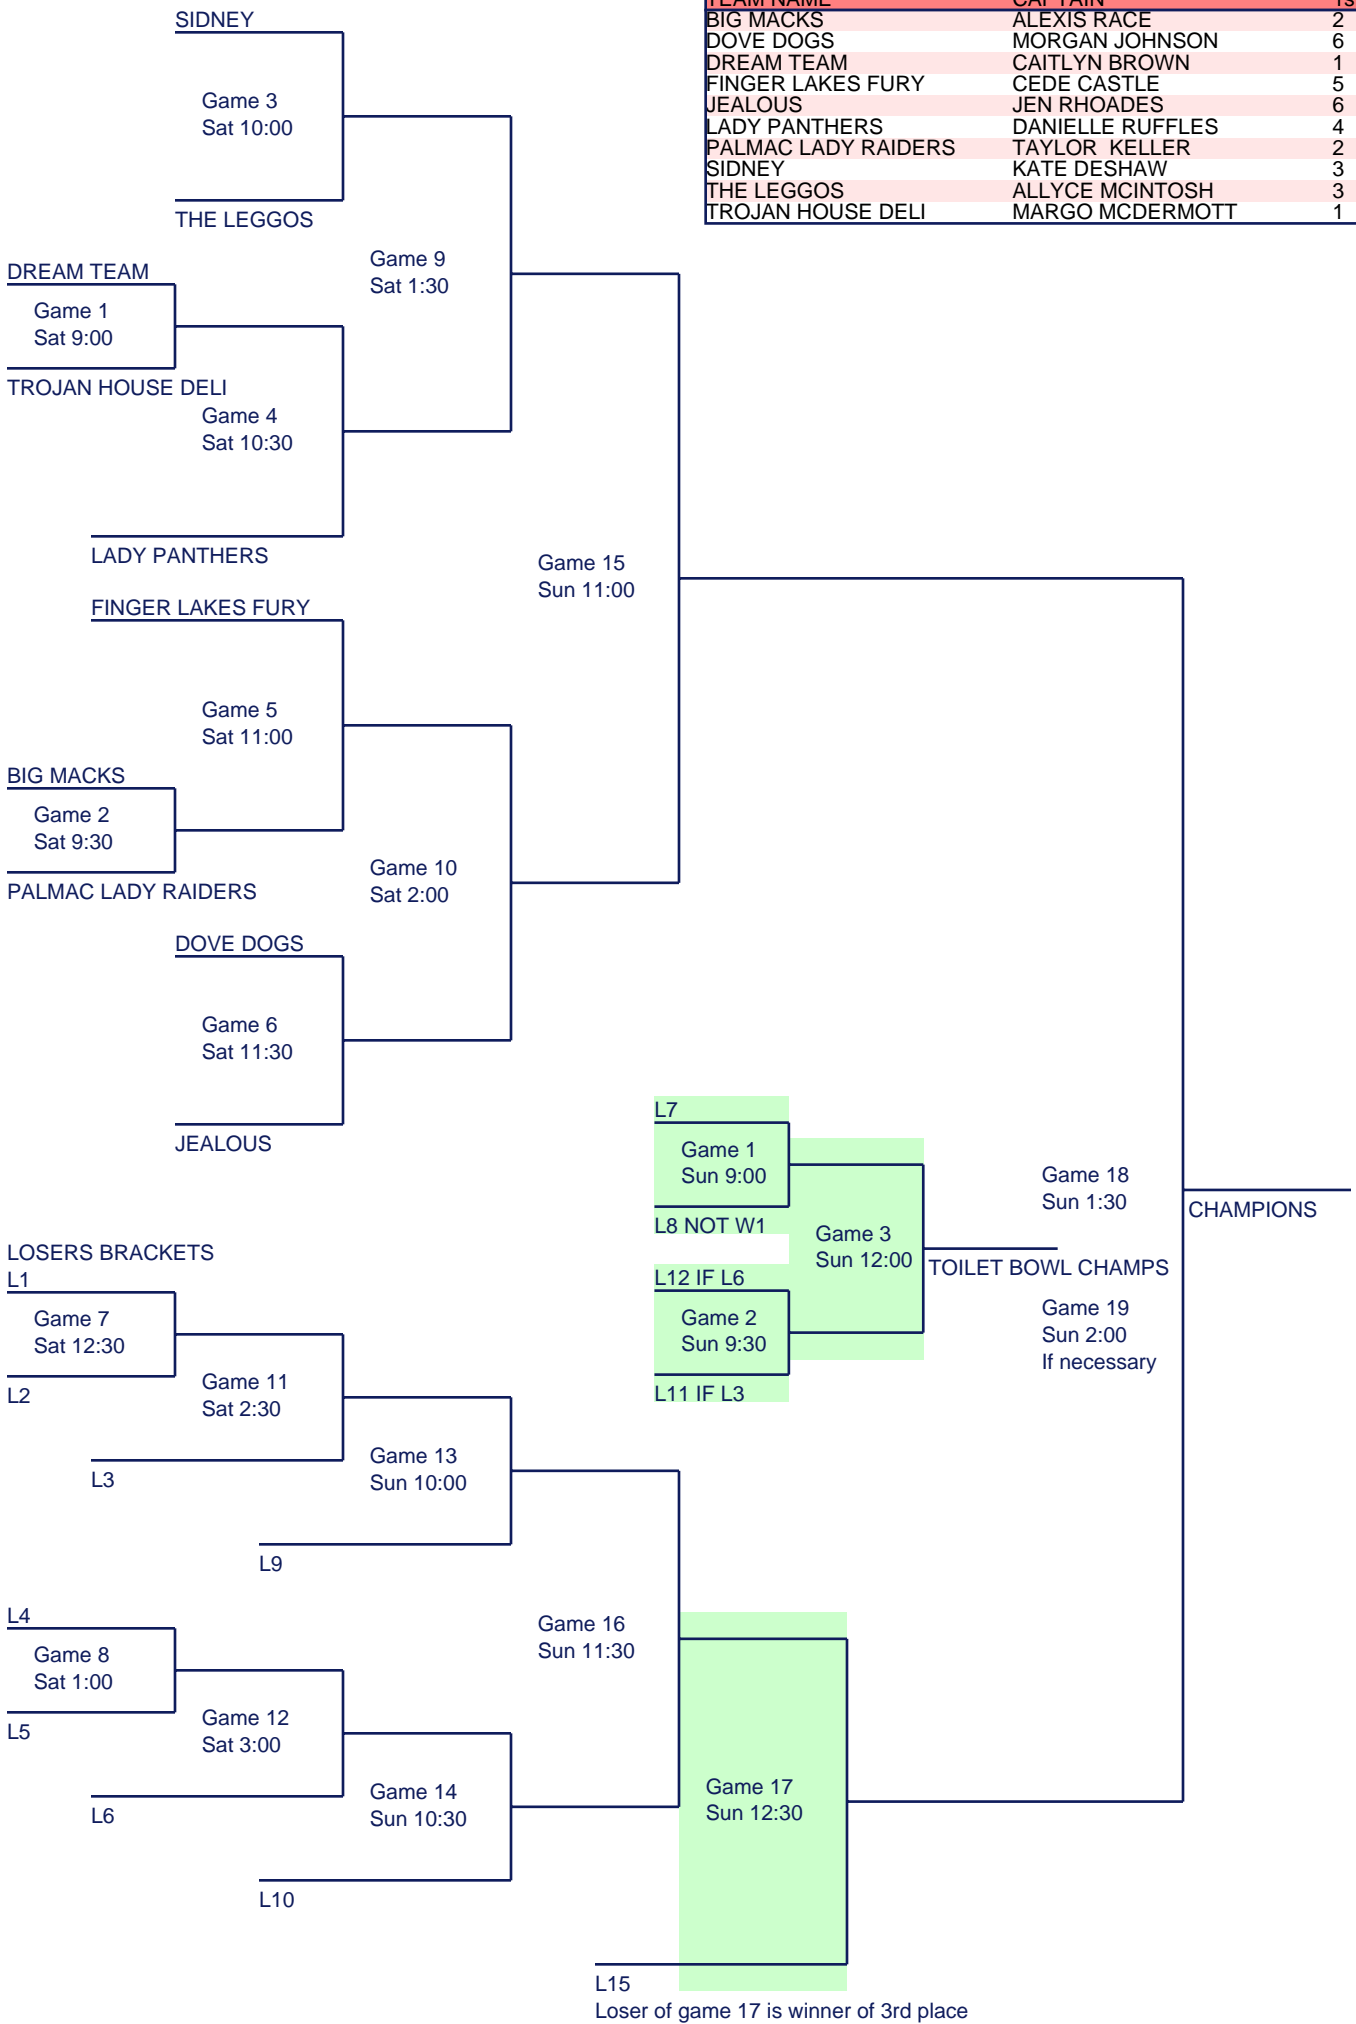 TEAM NAME CAPTAIN
BIG MACKS ALEXIS RACE 2
DOVE DOGS MORGAN JOHNSON 6
DREAM TEAM CAITLYN BROWN 1
FINGER LAKES FURY CEDE CASTLE 5
JEALOUS JEN RHOADES 6
LADY PANTHERS DANIELLE RUFFLES 4
PALMAC LADY RAIDERS TAYLOR KELLER 2
SIDNEY KATE DESHAW 3
THE LEGGOS ALLYCE MCINTOSH 3
TROJAN HOUSE DELI MARGO MCDERMOTT 1
SIDNEY
Game 3
Sat 10:00
THE LEGGOS
Game 9
Sat 1:30
DREAM TEAM
Game 1
Sat 9:00
TROJAN HOUSE DELI
Game 4
Sat 10:30
LADY PANTHERS
Game 15
Sun 11:00
FINGER LAKES FURY
Game 5
Sat 11:00
BIG MACKS
Game 2
Sat 9:30
PALMAC LADY RAIDERS
Game 10
Sat 2:00
DOVE DOGS
Game 6
Sat 11:30
JEALOUS
L7
Game 1
Sun 9:00
L8 NOT W1
Game 3
Sun 12:00
L12 IF L6
Game 2
Sun 9:30
L11 IF L3
TOILET BOWL CHAMPS
Game 18
Sun 1:30
CHAMPIONS
Game 19
Sun 2:00
If necessary
LOSERS BRACKETS
L1
Game 7
Sat 12:30
L2
Game 11
Sat 2:30
L3
Game 13
Sun 10:00
L9
L4
Game 8
Sat 1:00
L5
Game 12
Sat 3:00
L6
Game 14
Sun 10:30
L10
Game 16
Sun 11:30
Game 17
Sun 12:30
L15
Loser of game 17 is winner of 3rd place